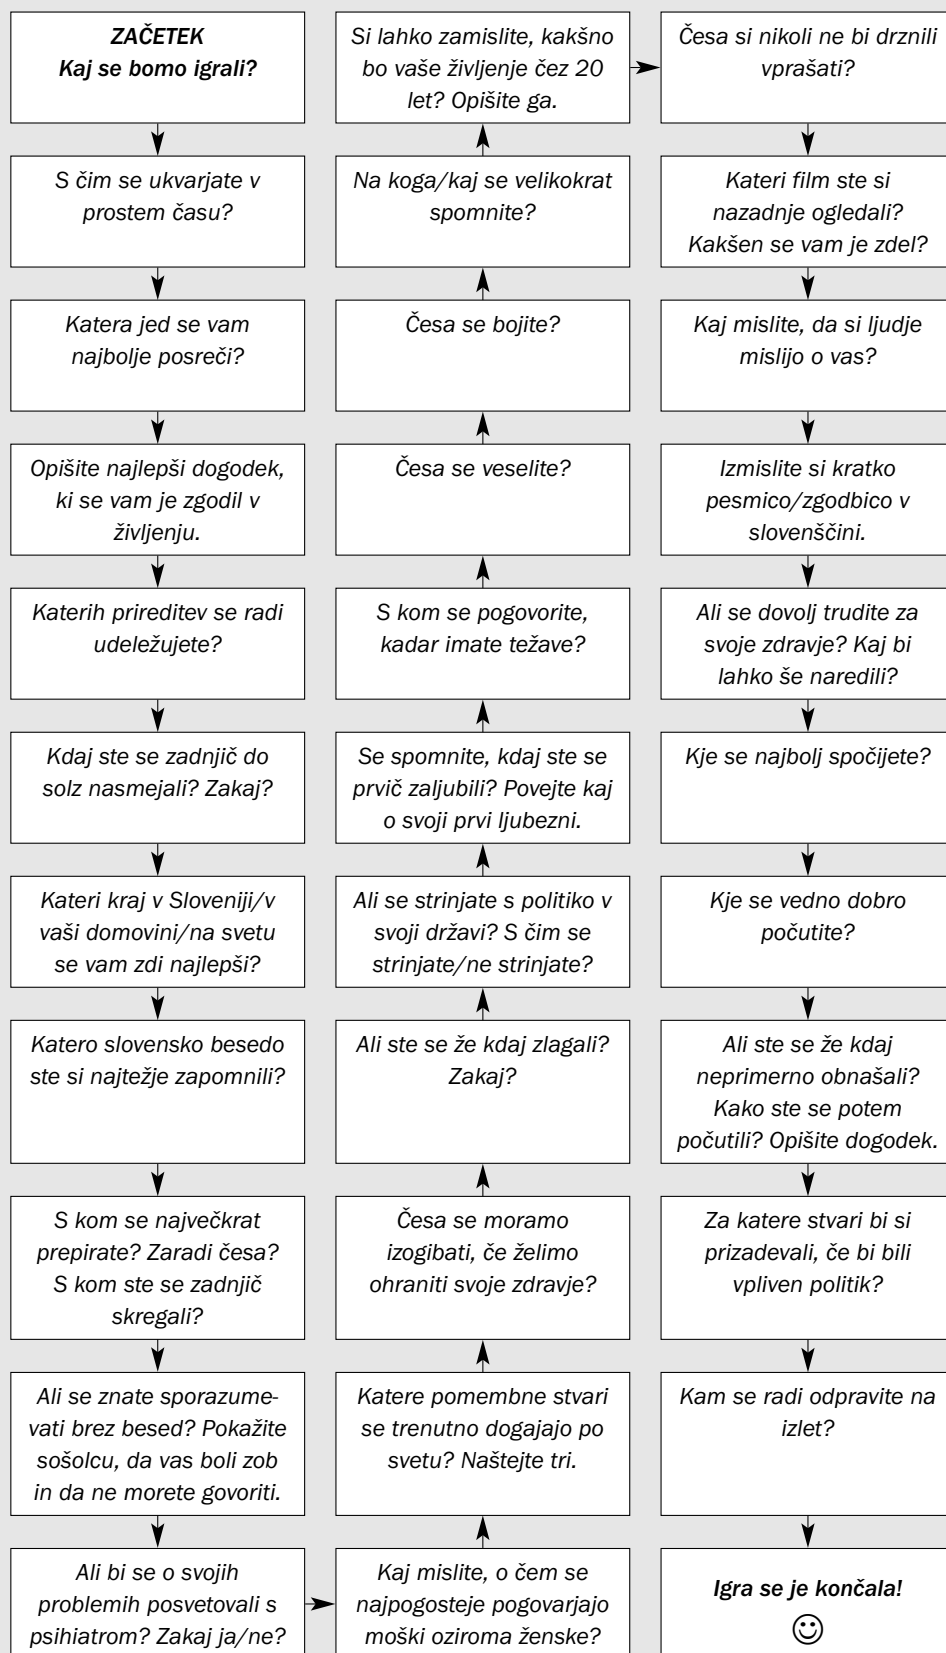 ZAČETEK
Kaj se bomo igrali?
S čim se ukvarjate v
prostem času?
Katera jed se vam
najbolje posreči?
Opišite najlepši dogodek,
ki se vam je zgodil v
življenju.
Katerih prireditev se radi
udeležujete?
Kdaj ste se zadnjič do
solz nasmejali? Zakaj?
Kateri kraj v Sloveniji/v
vaši domovini/na svetu
se vam zdi najlepši?
Katero slovensko besedo
ste si najtežje zapomnili?
S kom se največkrat
prepirate? Zaradi česa?
S kom ste se zadnjič
skregali?
Ali se znate sporazume-
vati brez besed? Pokažite
sošolcu, da vas boli zob
in da ne morete govoriti.
Ali bi se o svojih
problemih posvetovali s
psihiatrom? Zakaj ja/ne?
Kaj mislite, o čem se
najpogosteje pogovarjajo
moški oziroma ženske?
Katere pomembne stvari
se trenutno dogajajo po
svetu? Naštejte tri.
Česa se moramo
izogibati, če želimo
ohraniti svoje zdravje?
Ali ste se že kdaj zlagali?
Zakaj?
Ali se strinjate s politiko v
svoji državi? S čim se
strinjate/ne strinjate?
Se spomnite, kdaj ste se
prvič zaljubili? Povejte kaj
o svoji prvi ljubezni.
S kom se pogovorite,
kadar imate težave?
Česa se veselite?
Česa se bojite?
Na koga/kaj se velikokrat
spomnite?
Si lahko zamislite, kakšno
bo vaše življenje čez 20
let? Opišite ga.
Česa si nikoli ne bi drznili
vprašati?
Kateri film ste si
nazadnje ogledali?
Kakšen se vam je zdel?
Kaj mislite, da si ljudje
mislijo o vas?
Izmislite si kratko
pesmico/zgodbico v
slovenščini.
Ali se dovolj trudite za
svoje zdravje? Kaj bi
lahko še naredili?
Kje se najbolj spočijete?
Kje se vedno dobro
počutite?
Ali ste se že kdaj
neprimerno obnašali?
Kako ste se potem
počutili? Opišite dogodek.
Za katere stvari bi si
prizadevali, če bi bili
vpliven politik?
Kam se radi odpravite na
izlet?
Igra se je končala!